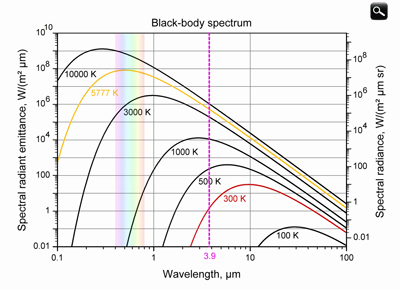 Black-body spectrum
Spectral radiant emittance, W/(m² µm)
10^10
10^8
10^6
10^4
100
1
0.01
10000 K
5777 K
3000 K
1000 K
500 K
300 K
100 K
10^8
10^6
10^4
100
1
0.01
Spectral radiance, W/(m² µm sr)
0.1
1
3.9
10
100
Wavelength, µm